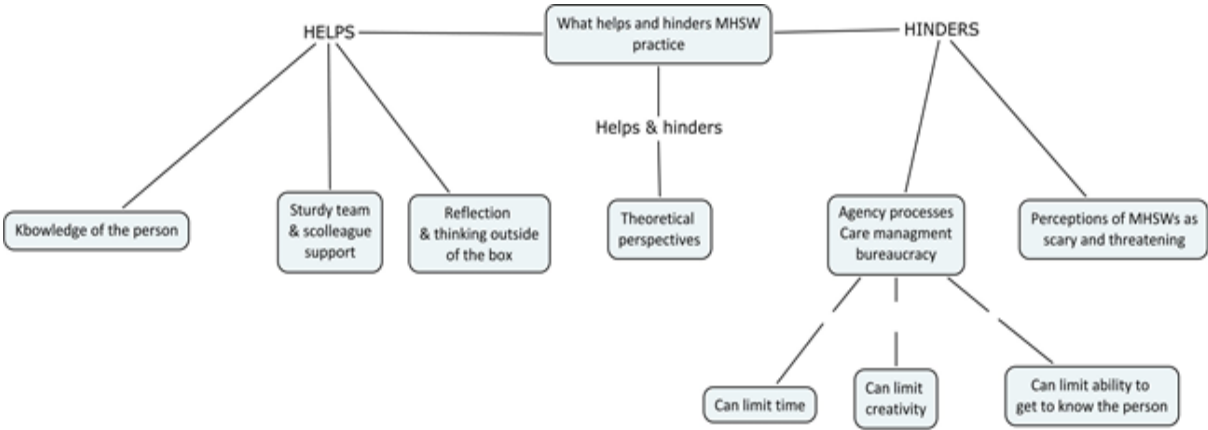 What helps and hinders MHSW
practice
HELPS
HINDERS
Helps & hinders
Kbowledge of the person
Sturdy team
& scolleague
support
Reflection
& thinking outside
of the box
Theoretical
perspectives
Agency processes
Care managment
bureaucracy
Perceptions of MHSWs as
scary and threatening
Can limit time
Can limit
creativity
Can limit ability to
get to know the person